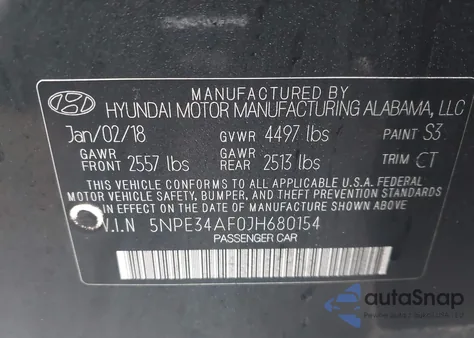 MANUFACTURED BY
HYUNDAI MOTOR MANUFACTURING ALABAMA, LLC
Jan/02/18 GVWR 4497 lbs PAINT S3
GAWR FRONT 2557 lbs GAWR REAR 2513 lbs TRIM CT
THIS VEHICLE CONFORMS TO ALL APPLICABLE U.S.A. FEDERAL
MOTOR VEHICLE SAFETY, BUMPER, AND THEFT PREVENTION
STANDARDS IN EFFECT ON THE DATE OF MANUFACTURE SHOWN ABOVE
V.I.N 5NPE34AF0JH680154
PASSENGER CAR
autoSnap